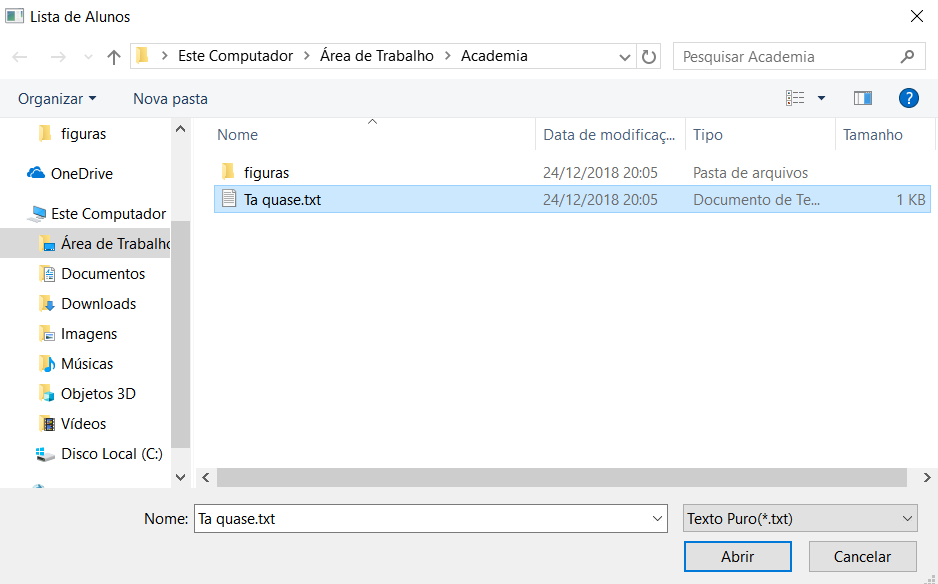 Lista de Alunos
Este Computador > Área de Trabalho > Academia
Pesquisar Academia
Organizar Nova pasta
?
Nome Data de modificaç... Tipo Tamanho
figuras 24/12/2018 20:05 Pasta de arquivos
Ta quase.txt 24/12/2018 20:05 Documento de Te... 1 KB
figuras
OneDrive
Este Computador
Área de Trabalho
Documentos
Downloads
Imagens
Músicas
Objetos 3D
Vídeos
Disco Local (C:)
Nome: Ta quase.txt Texto Puro(*.txt)
Abrir Cancelar